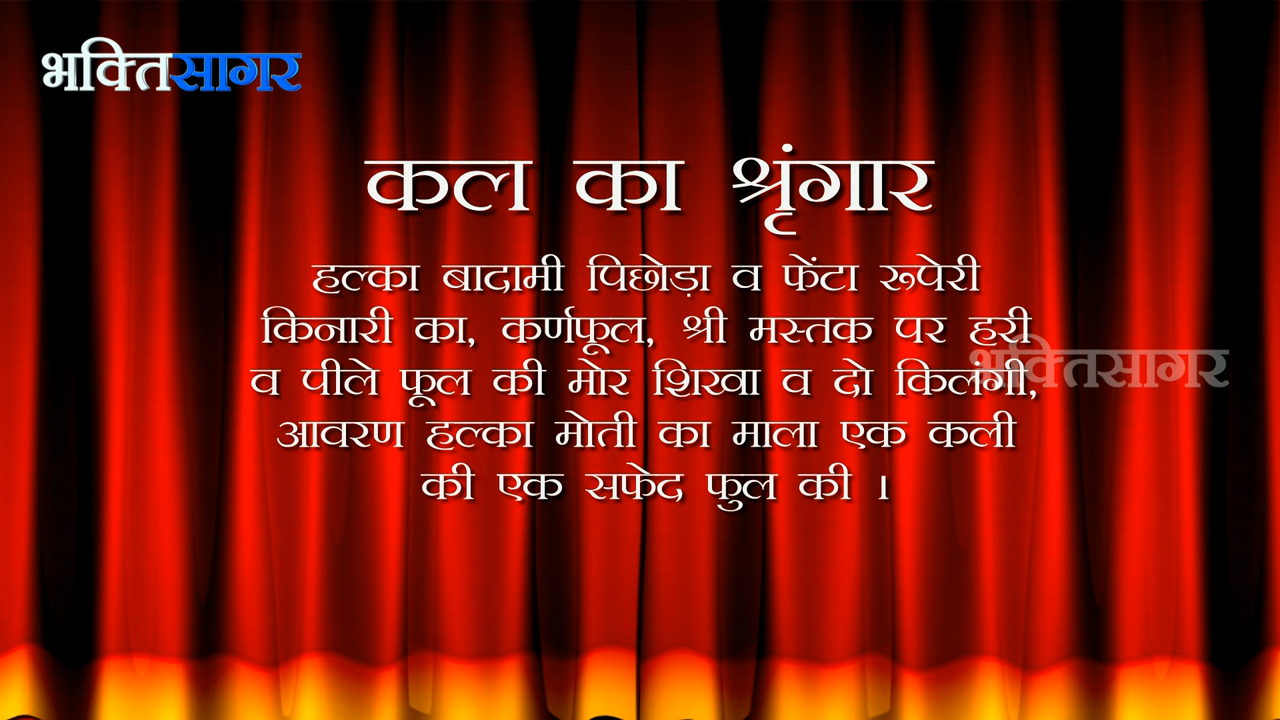 भक्तिसागर
कल का श्रृंगार
हल्का बादामी पिछोड़ा व फेंटा रूपेरी
किनारी का, कर्णफूल, श्री मस्तक पर हरी
व पीले फूल की मोर शिखा व दो किलंगी,
भक्तिसागर
आवरण हल्का मोती का माला एक कली
की एक सफेद फुल की ।